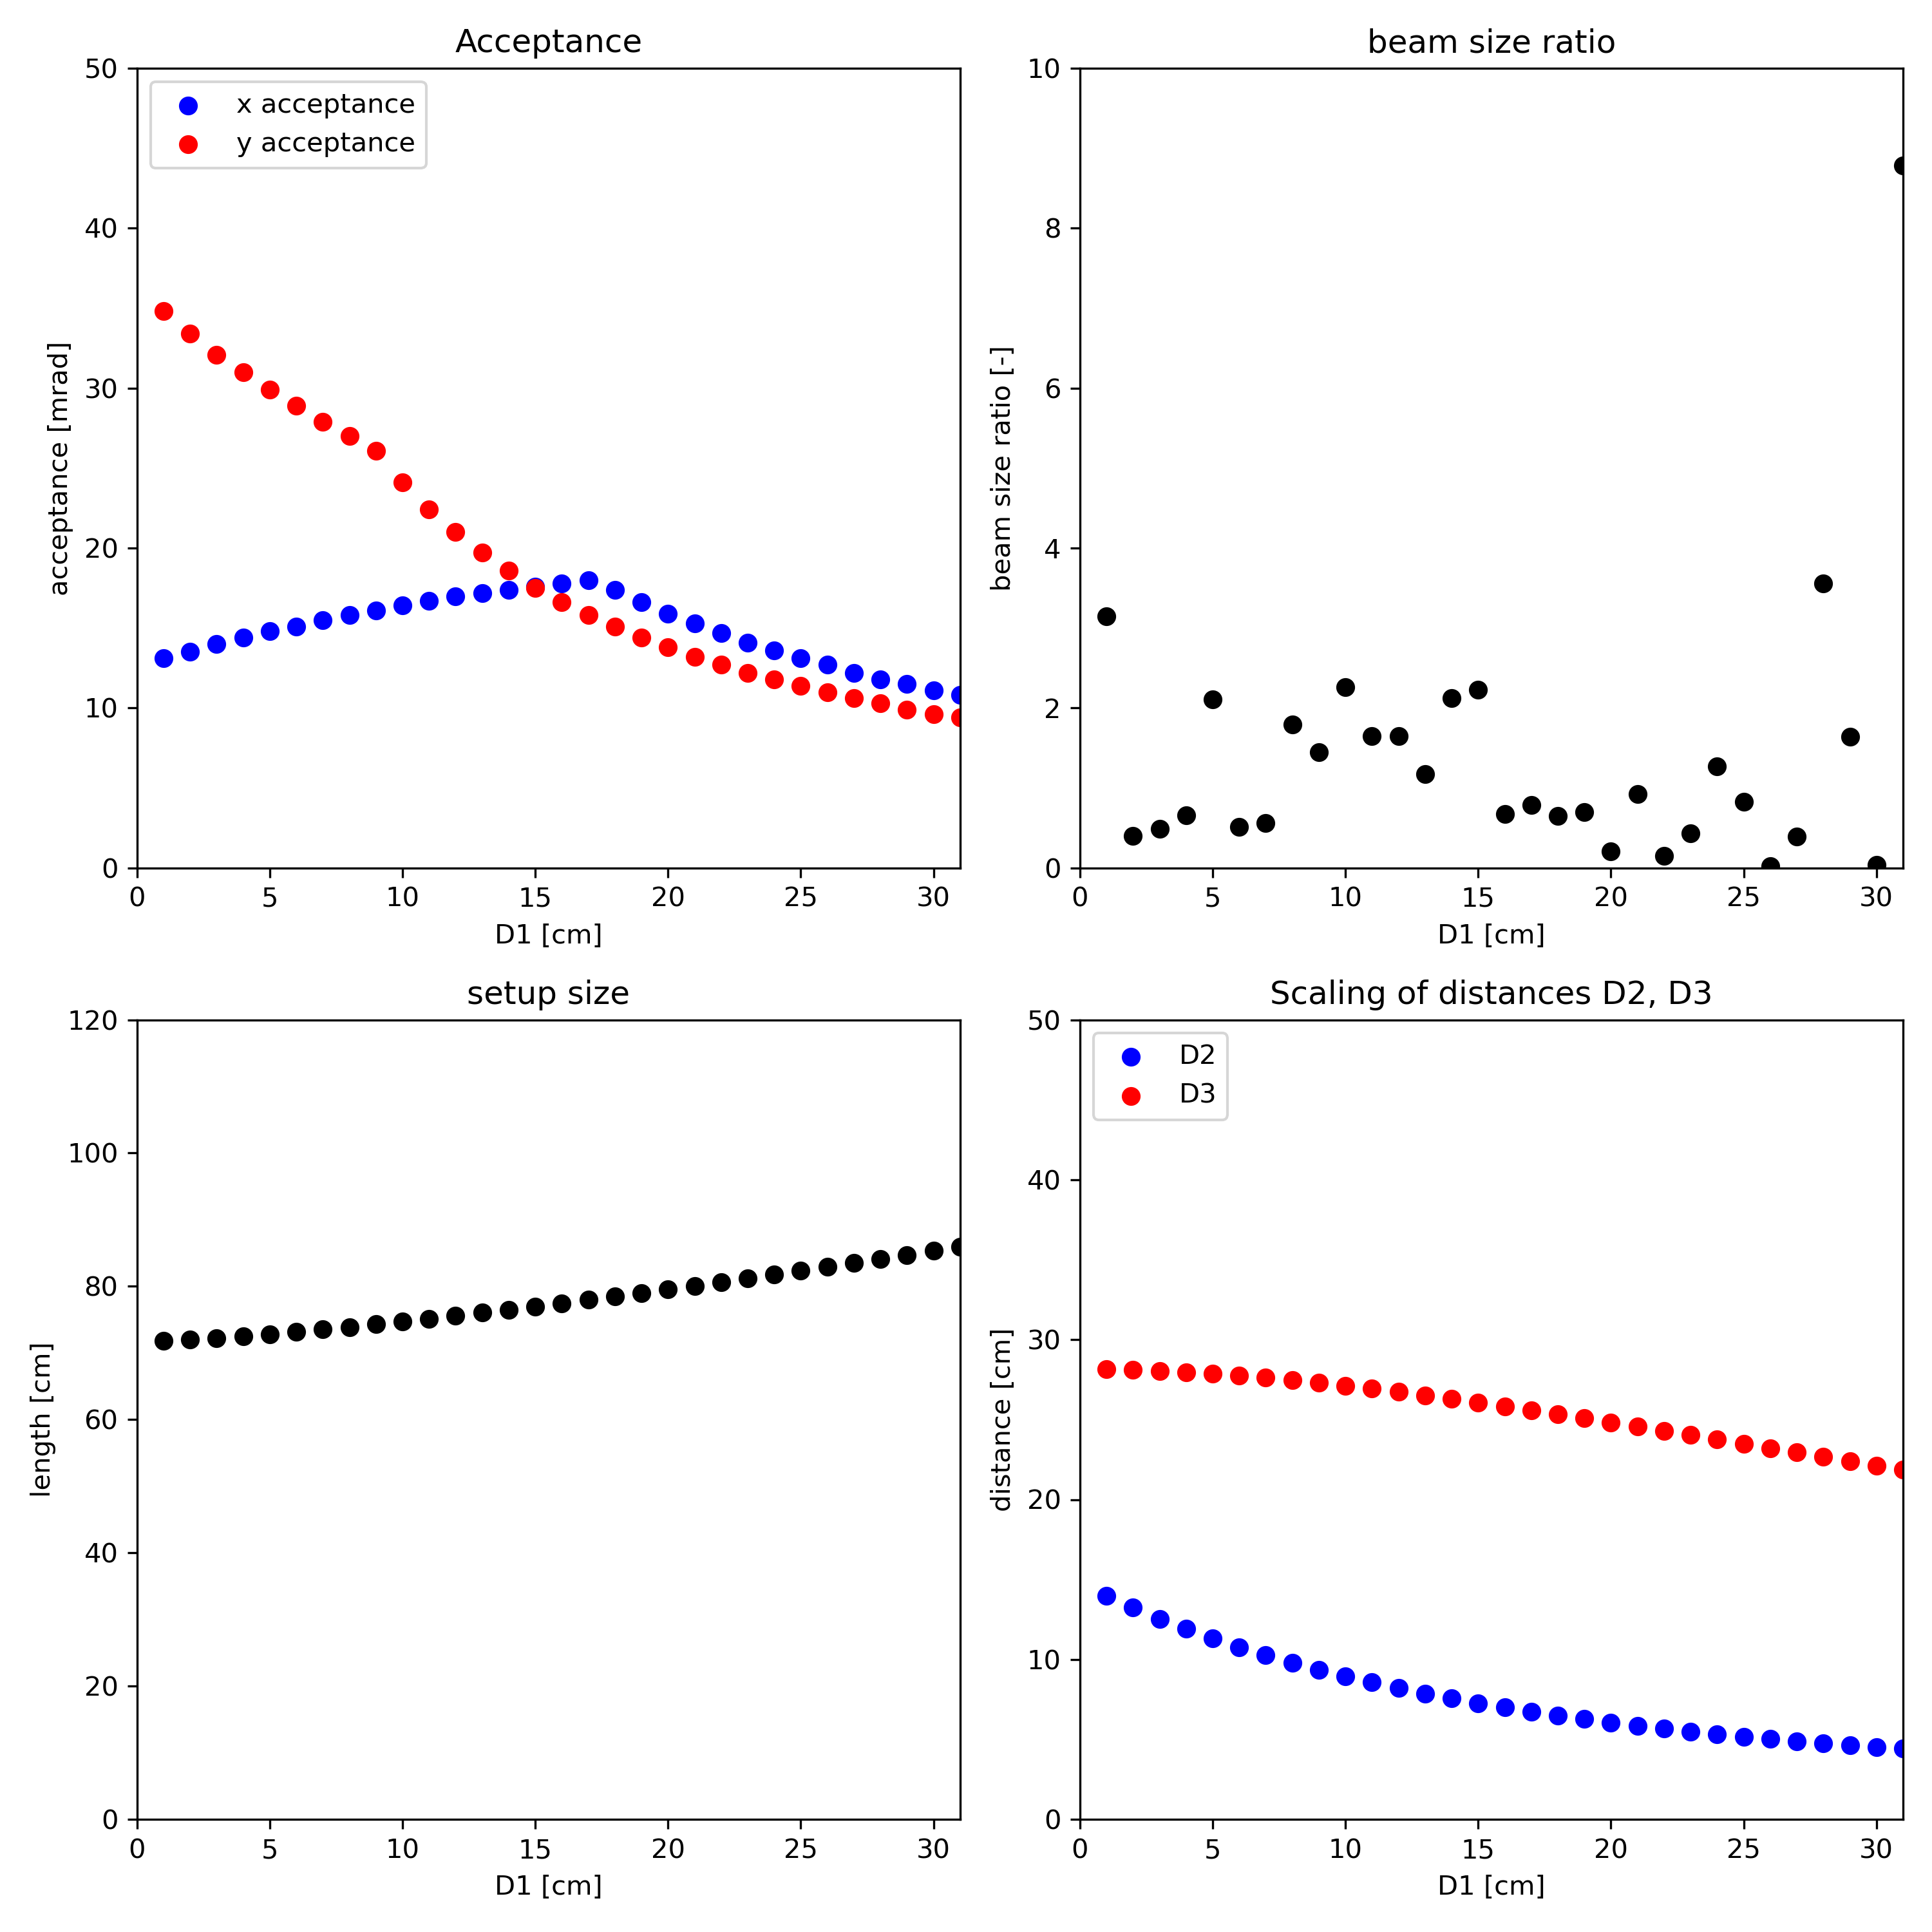 Acceptance
50
40
30
20
10
0
acceptance [mrad]
x acceptance
y acceptance
0 5 10 15 20 25 30
D1 [cm]
beam size ratio
10
8
6
4
2
0
beam size ratio [-]
0 5 10 15 20 25 30
D1 [cm]
setup size
120
100
80
60
40
20
0
length [cm]
0 5 10 15 20 25 30
D1 [cm]
Scaling of distances D2, D3
50
40
30
20
10
0
distance [cm]
D2
D3
0 5 10 15 20 25 30
D1 [cm]